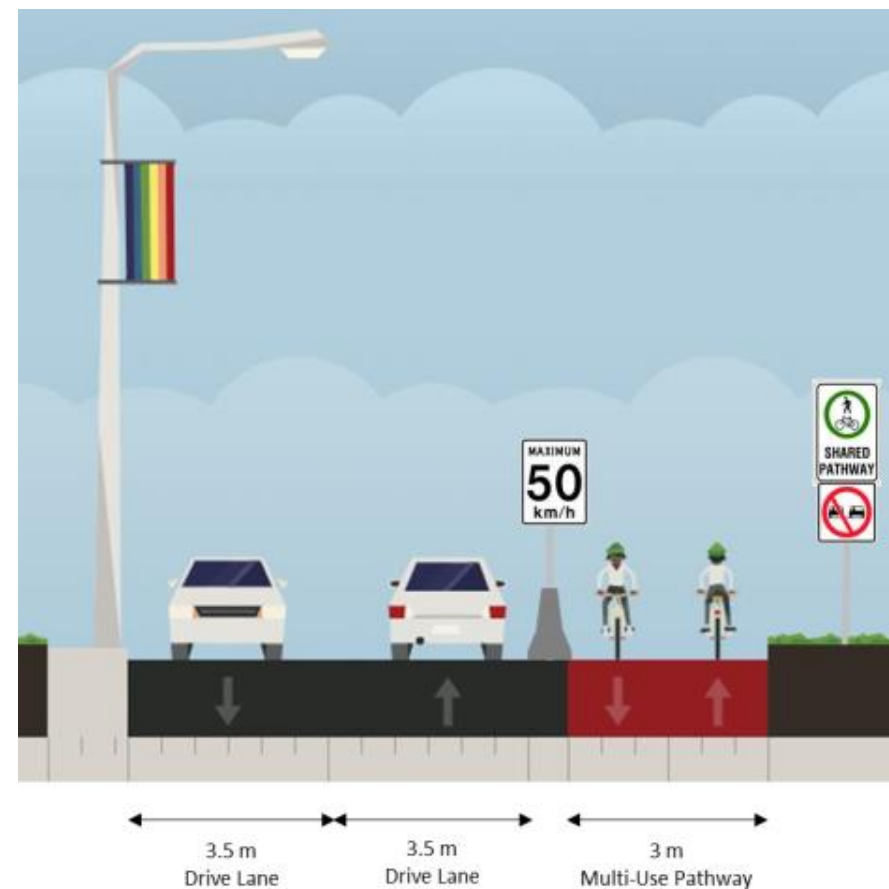 MAXIMUM
50
km/h
SHARED
PATHWAY
3.5 m
Drive Lane
3.5 m
Drive Lane
3 m
Multi-Use Pathway